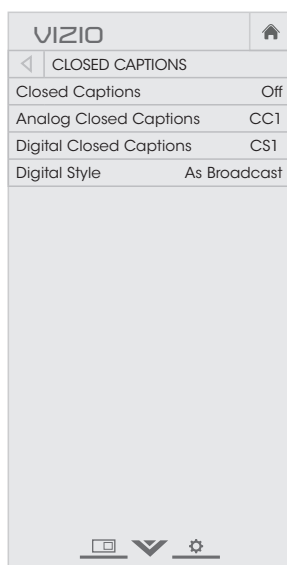 VIZIO
CLOSED CAPTIONS
Closed Captions Off
Analog Closed Captions CC1
Digital Closed Captions CS1
Digital Style As Broadcast